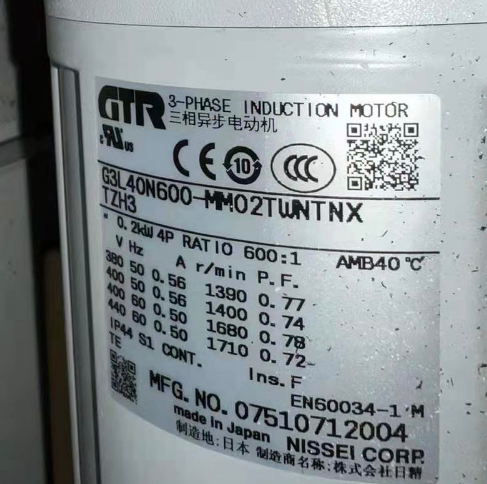 GTR 3-PHASE INDUCTION MOTOR
三相异步电动机
c UR us CE 10 CCC
G3L40N600-MM02TWNTNX
TZH3
0.2kW 4P RATIO 600:1 AMB40℃
V Hz A r/min P.F.
380 50 0.56 1390 0.77
400 50 0.56 1400 0.74
400 60 0.50 1680 0.78
440 60 0.50 1710 0.72
IP44 S1 CONT. Ins.F
TE EN60034-1 M
MFG. NO. 07510712004
made in Japan NISSEI CORP.
制造地:日本 制造商名称:株式会社日精